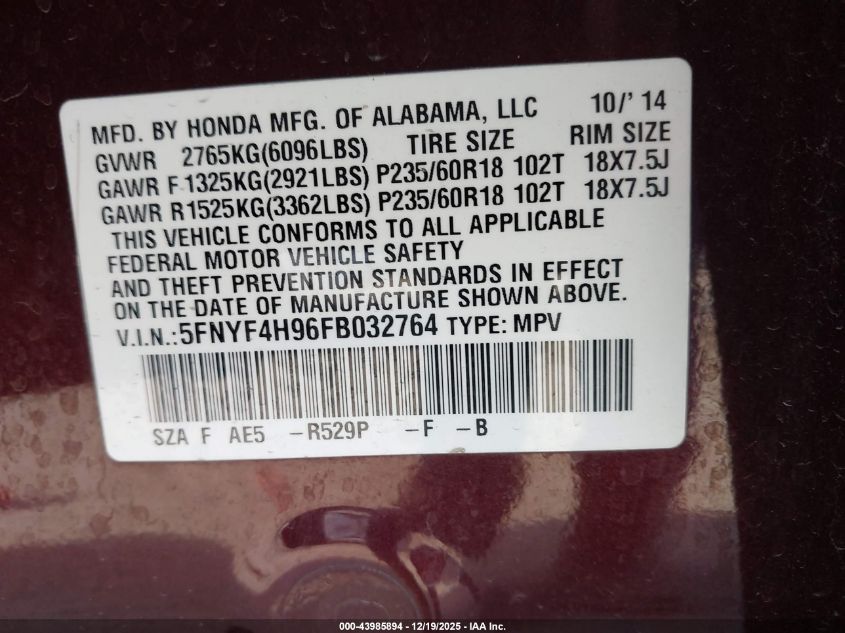 MFD. BY HONDA MFG. OF ALABAMA, LLC 10/' 14
GVWR 2765KG(6096LBS) TIRE SIZE RIM SIZE
GAWR F 1325KG(2921LBS) P235/60R18 102T 18X7.5J
GAWR R1525KG(3362LBS) P235/60R18 102T 18X7.5J
THIS VEHICLE CONFORMS TO ALL APPLICABLE
FEDERAL MOTOR VEHICLE SAFETY
AND THEFT PREVENTION STANDARDS IN EFFECT
ON THE DATE OF MANUFACTURE SHOWN ABOVE.
V.I.N.:5FNYF4H96FB032764 TYPE: MPV
SZA F AE5 -R529P -F -B
000-43985894 - 12/19/2025 - IAA Inc.